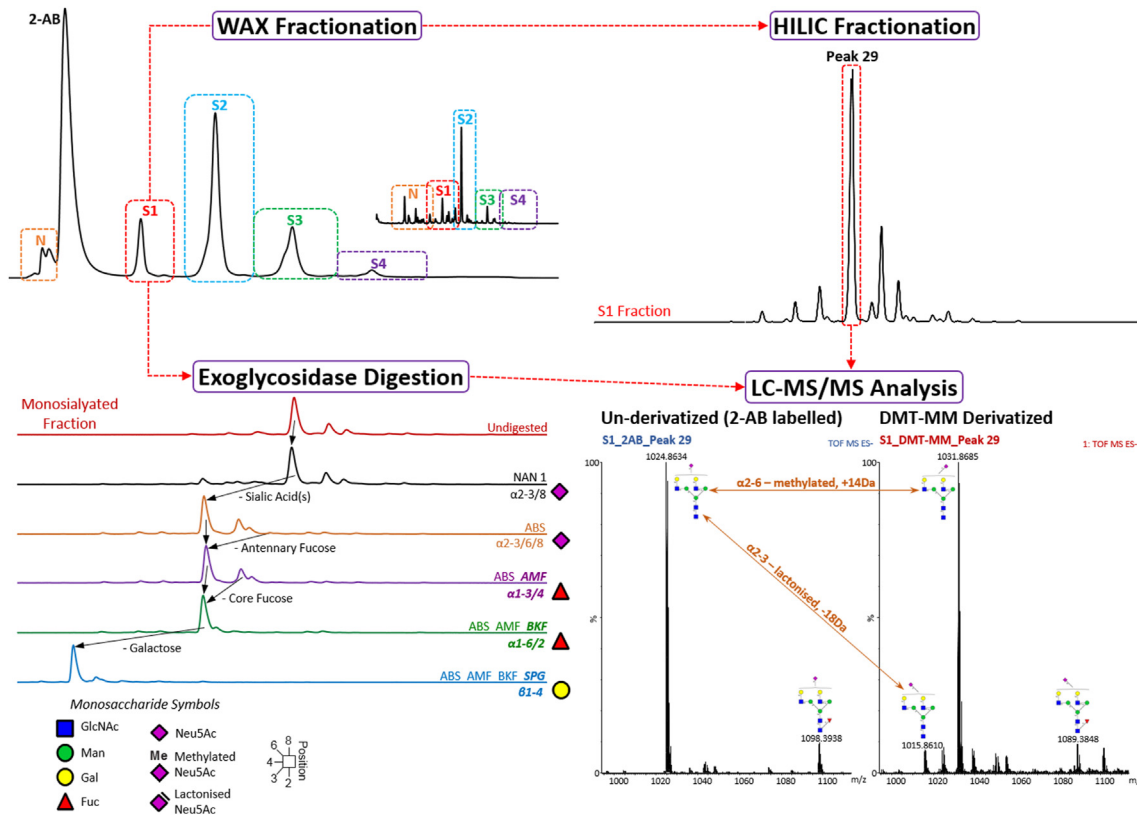 2-AB
WAX Fractionation
HILIC Fractionation
Peak 29
S2
S2
N
S1
S3
S4
S1
S3
N
S4
S1 Fraction
Exoglycosidase Digestion
LC-MS/MS Analysis
Monosialyated
Fraction
Undigested
NAN 1
α2-3/8
- Sialic Acid(s)
ABS
α2-3/6/8
- Antennary Fucose
ABS AMF
α1-3/4
- Core Fucose
ABS AMF BKF
α1-6/2
- Galactose
ABS AMF BKF SPG
β1-4
Monosaccharide Symbols
GlcNAc
Man
Gal
Fuc
Neu5Ac
Me Methylated
Neu5Ac
Lactonised
Neu5Ac
8
6
4
3
2
Position
Un-derivatized (2-AB labelled)
DMT-MM Derivatized
S1_2AB_Peak 29
TOF MS ES-
S1_DMT-MM_Peak 29
1: TOF MS ES-
100
1024.8634
100
1031.8685
α2-6 – methylated, +14Da
α2-3 – lactonised, -18Da
%
%
1098.3938
1015.8610
1089.3848
0
0
1000 1020 1040 1060 1080 1100 m/z
1000 1020 1040 1060 1080 1100